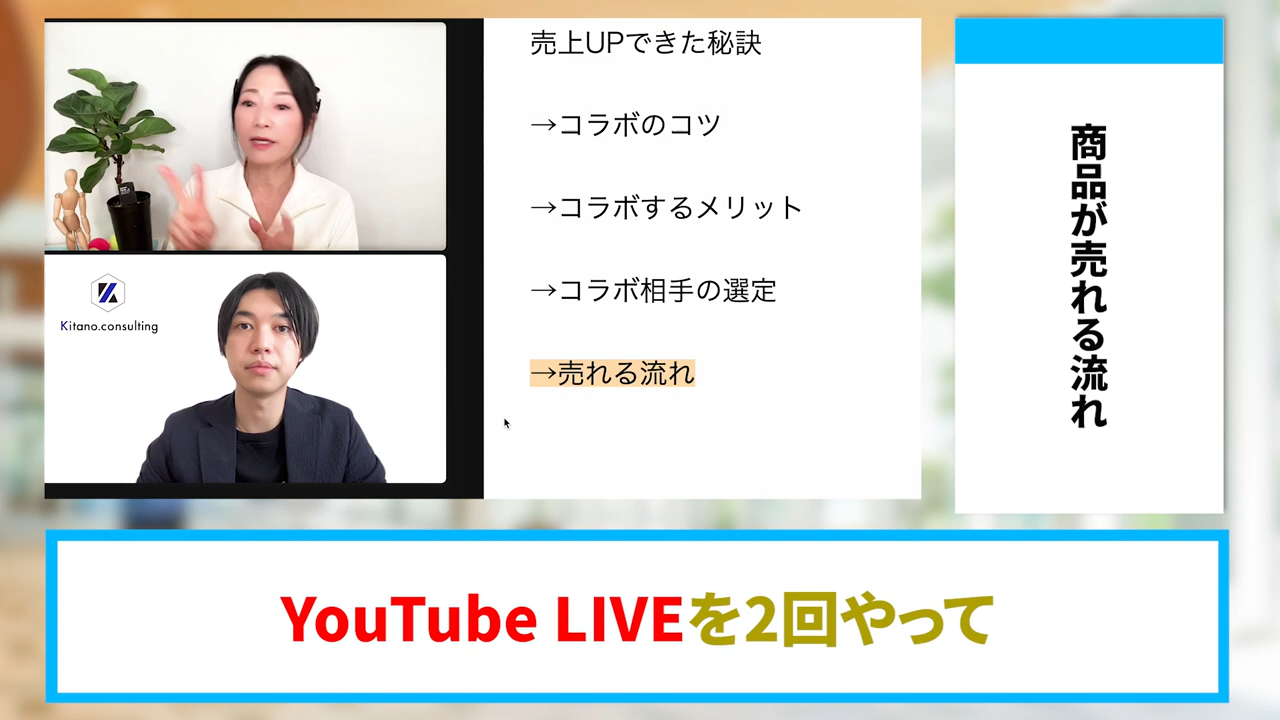 売上UPできた秘訣
→コラボのコツ
→コラボするメリット
→コラボ相手の選定
→売れる流れ
Kitano.consulting
商品が売れる流れ
YouTube LIVEを2回やって